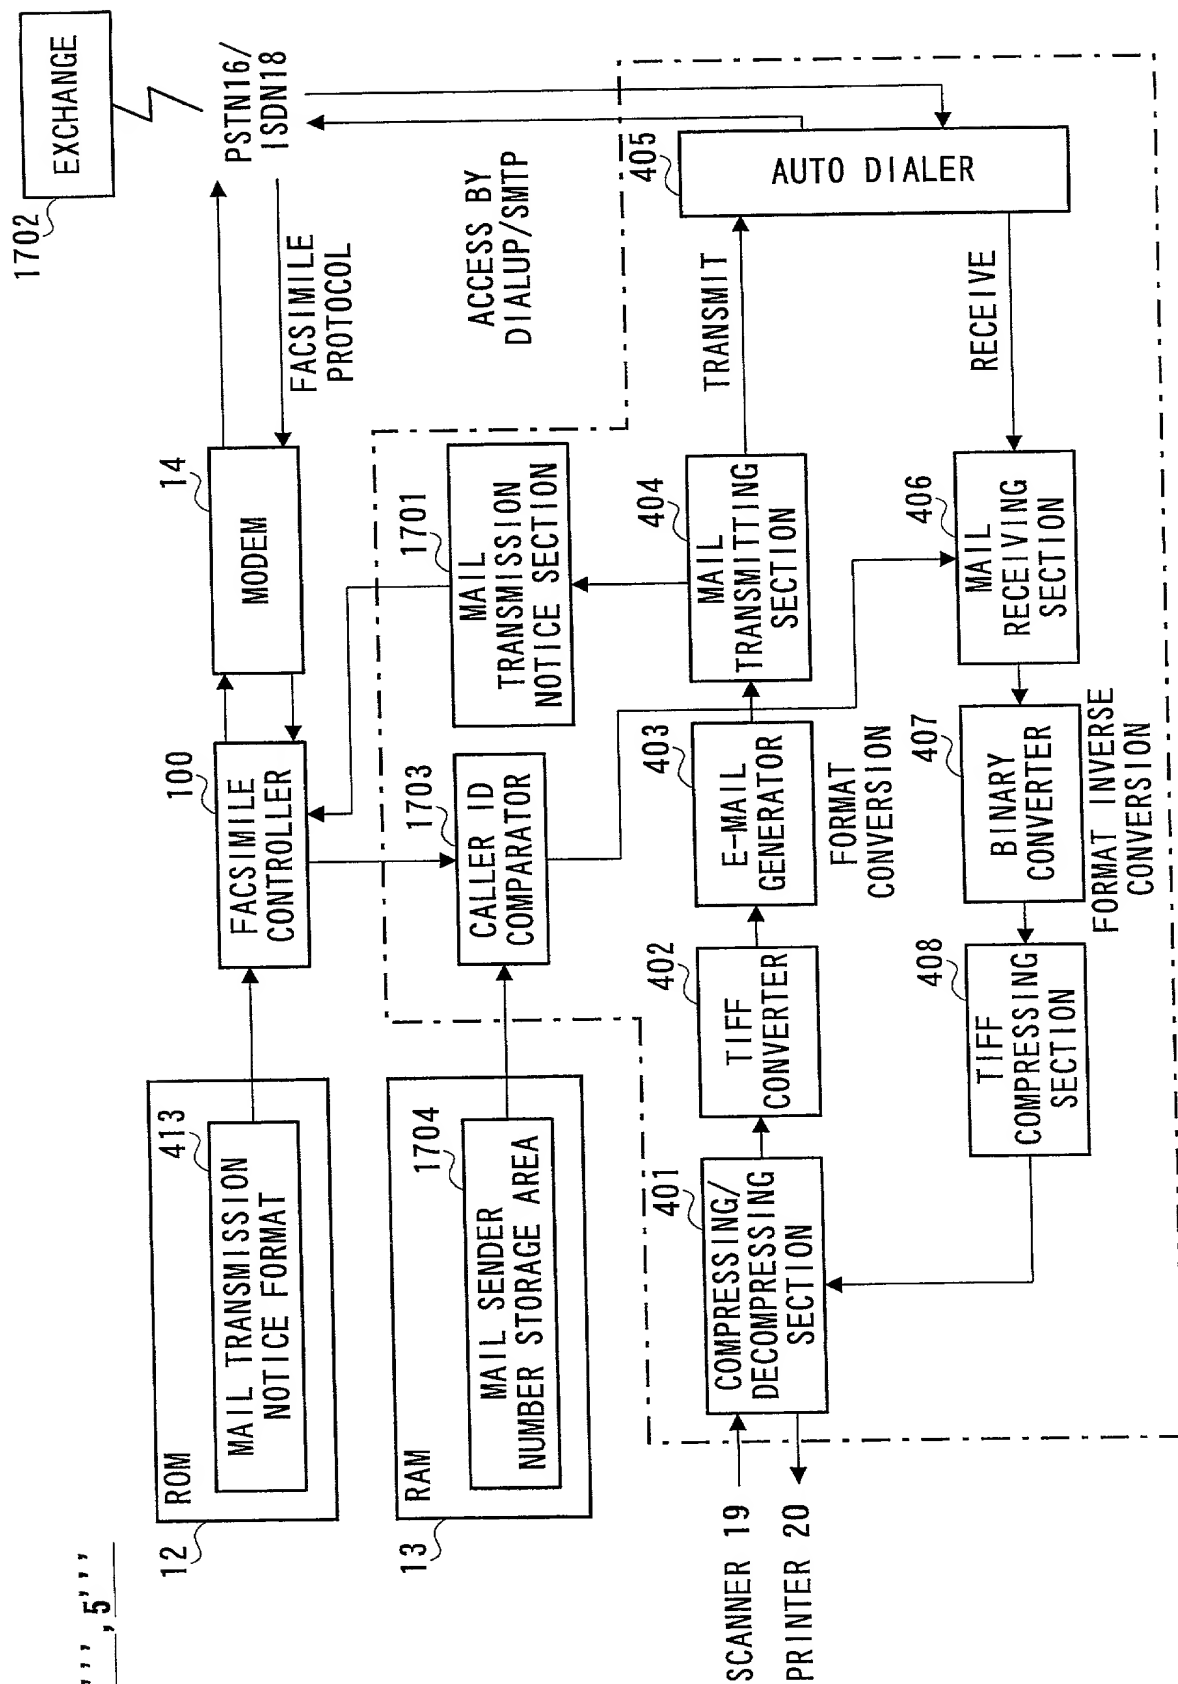 ''',5'''
12
ROM
413
MAIL TRANSMISSION
NOTICE FORMAT
13
RAM
1704
MAIL SENDER
NUMBER STORAGE AREA
100
FACSIMILE
CONTROLLER
14
MODEM
FACSIMILE
PROTOCOL
1702
EXCHANGE
PSTN16/
ISDN18
1703
CALLER ID
COMPARATOR
1701
MAIL
TRANSMISSION
NOTICE SECTION
ACCESS BY
DIALUP/SMTP
SCANNER 19
PRINTER 20
401
COMPRESSING/
DECOMPRESSING
SECTION
402
TIFF
CONVERTER
403
E-MAIL
GENERATOR
FORMAT
CONVERSION
404
MAIL
TRANSMITTING
SECTION
TRANSMIT
405
AUTO DIALER
RECEIVE
406
MAIL
RECEIVING
SECTION
407
BINARY
CONVERTER
FORMAT INVERSE
CONVERSION
408
TIFF
COMPRESSING
SECTION